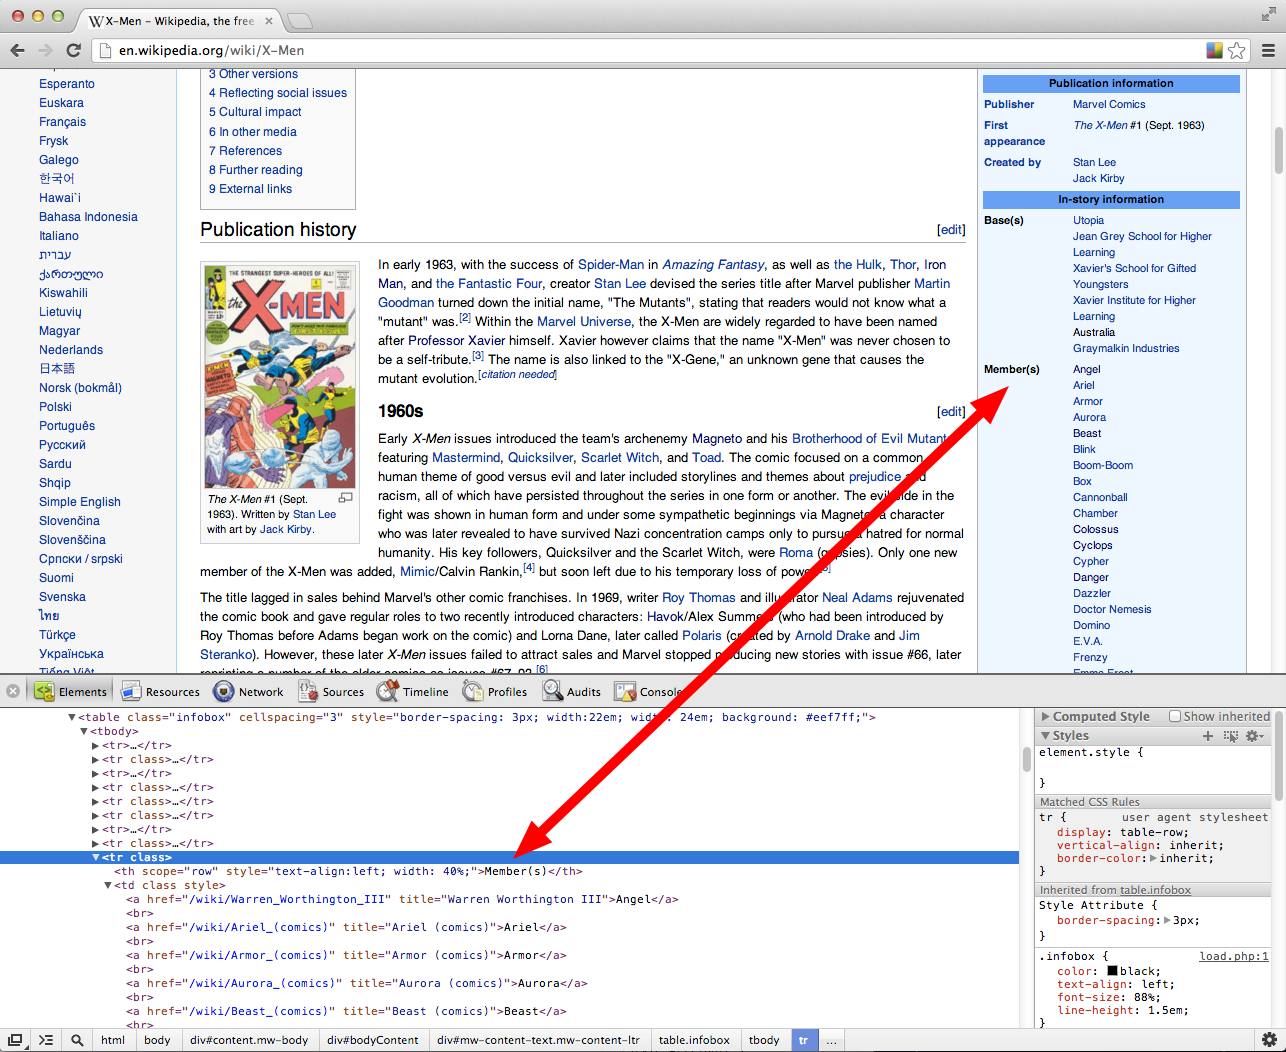 X-Men – Wikipedia, the free
en.wikipedia.org/wiki/X-Men
Esperanto
Euskara
Français
Frysk
Galego
한국어
Hawai`i
Bahasa Indonesia
Italiano
עברית
ქართული
Kiswahili
Lietuvių
Magyar
Nederlands
日本語
Norsk (bokmål)
Polski
Português
Русский
Sardu
Shqip
Simple English
Slovenčina
Slovenščina
Српски / srpski
Suomi
Svenska
ไทย
Türkçe
Українська
Tiếng Việt
3 Other versions
4 Reflecting social issues
5 Cultural impact
6 In other media
7 References
8 Further reading
9 External links
Publication history [edit]
THE STRANGEST SUPER-HEROES OF ALL!
the X-MEN
The X-Men #1 (Sept.
1963). Written by Stan Lee
with art by Jack Kirby.
In early 1963, with the success of Spider-Man in Amazing Fantasy, as well as the Hulk, Thor, Iron
Man, and the Fantastic Four, creator Stan Lee devised the series title after Marvel publisher Martin
Goodman turned down the initial name, "The Mutants", stating that readers would not know what a
"mutant" was.[2] Within the Marvel Universe, the X-Men are widely regarded to have been named
after Professor Xavier himself. Xavier however claims that the name "X-Men" was never chosen to
be a self-tribute.[3] The name is also linked to the "X-Gene," an unknown gene that causes the
mutant evolution.[citation needed]
1960s [edit]
Early X-Men issues introduced the team's archenemy Magneto and his Brotherhood of Evil Mutant
featuring Mastermind, Quicksilver, Scarlet Witch, and Toad. The comic focused on a common
human theme of good versus evil and later included storylines and themes about prejudice and
racism, all of which have persisted throughout the series in one form or another. The evil side in the
fight was shown in human form and under some sympathetic beginnings via Magneto, a character
who was later revealed to have survived Nazi concentration camps only to pursue a hatred for normal
humanity. His key followers, Quicksilver and the Scarlet Witch, were Roma (gypsies). Only one new
member of the X-Men was added, Mimic/Calvin Rankin,[4] but soon left due to his temporary loss of power
The title lagged in sales behind Marvel's other comic franchises. In 1969, writer Roy Thomas and illustrator Neal Adams rejuvenated
the comic book and gave regular roles to two recently introduced characters: Havok/Alex Summers (who had been introduced by
Roy Thomas before Adams began work on the comic) and Lorna Dane, later called Polaris (created by Arnold Drake and Jim
Steranko). However, these later X-Men issues failed to attract sales and Marvel stopped producing new stories with issue #66, later
reprinting a number of the older comics as issues #67–93.[6]
Publication information
Publisher Marvel Comics
First appearance The X-Men #1 (Sept. 1963)
Created by Stan Lee
Jack Kirby
In-story information
Base(s) Utopia
Jean Grey School for Higher
Learning
Xavier's School for Gifted
Youngsters
Xavier Institute for Higher
Learning
Australia
Graymalkin Industries
Member(s) Angel
Ariel
Armor
Aurora
Beast
Blink
Boom-Boom
Box
Cannonball
Chamber
Colossus
Cyclops
Cypher
Danger
Dazzler
Doctor Nemesis
Domino
E.V.A.
Frenzy
Emma Frost
Elements Resources Network Sources Timeline Profiles Audits Console
▼<table class="infobox" cellspacing="3" style="border-spacing: 3px; width:22em; width: 24em; background: #eef7ff;">
▼<tbody>
▶<tr>…</tr>
▶<tr class>…</tr>
▶<tr>…</tr>
▶<tr class>…</tr>
▶<tr class>…</tr>
▶<tr>…</tr>
▶<tr class>…</tr>
▼<tr class>
<th scope="row" style="text-align:left; width: 40%;">Member(s)</th>
▼<td class style>
<a href="/wiki/Warren_Worthington_III" title="Warren Worthington III">Angel</a>
<br>
<a href="/wiki/Ariel_(comics)" title="Ariel (comics)">Ariel</a>
<br>
<a href="/wiki/Armor_(comics)" title="Armor (comics)">Armor</a>
<br>
<a href="/wiki/Aurora_(comics)" title="Aurora (comics)">Aurora</a>
<br>
<a href="/wiki/Beast_(comics)" title="Beast (comics)">Beast</a>
<br>
▶ Computed Style Show inherited
▼ Styles
element.style {
}
Matched CSS Rules
tr { user agent stylesheet
display: table-row;
vertical-align: inherit;
border-color: ▶inherit;
}
Inherited from table.infobox
Style Attribute {
border-spacing: ▶3px;
}
.infobox { load.php:1
color: black;
text-align: left;
font-size: 88%;
line-height: 1.5em;
}
html body div#content.mw-body div#bodyContent div#mw-content-text.mw-content-ltr table.infobox tbody tr ...